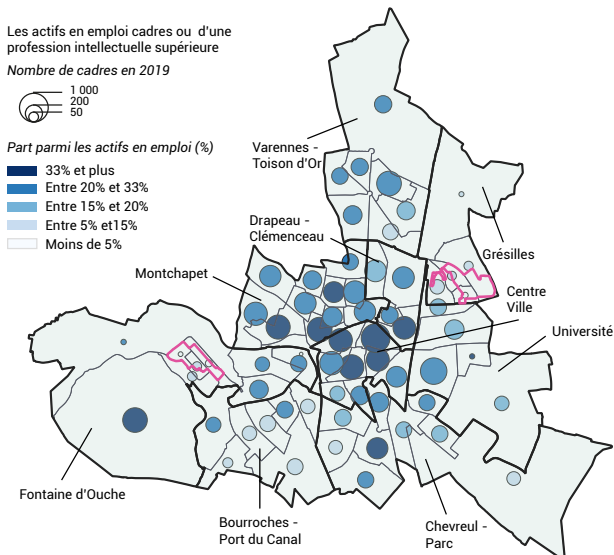 Les actifs en emploi cadres ou d'une
profession intellectuelle supérieure
Nombre de cadres en 2019
1 000
200
50
Part parmi les actifs en emploi (%)
33% et plus
Entre 20% et 33%
Entre 15% et 20%
Entre 5% et15%
Moins de 5%
Varennes -
Toison d'Or
Drapeau -
Clémenceau
Grésilles
Montchapet
Centre
Ville
Université
Fontaine d'Ouche
Bourroches -
Port du Canal
Chevreul -
Parc